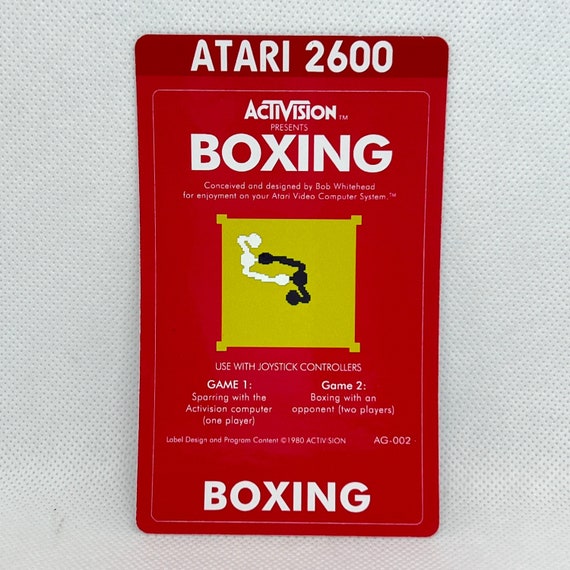 ATARI 2600
ACTIVISION™
PRESENTS
BOXING
Conceived and designed by Bob Whitehead
for enjoyment on your Atari Video Computer System.™
USE WITH JOYSTICK CONTROLLERS
GAME 1:
Sparring with the
Activision computer
(one player)
Game 2:
Boxing with an
opponent (two players)
Label Design and Program Content ©1980 ACTIVISION AG-002
BOXING